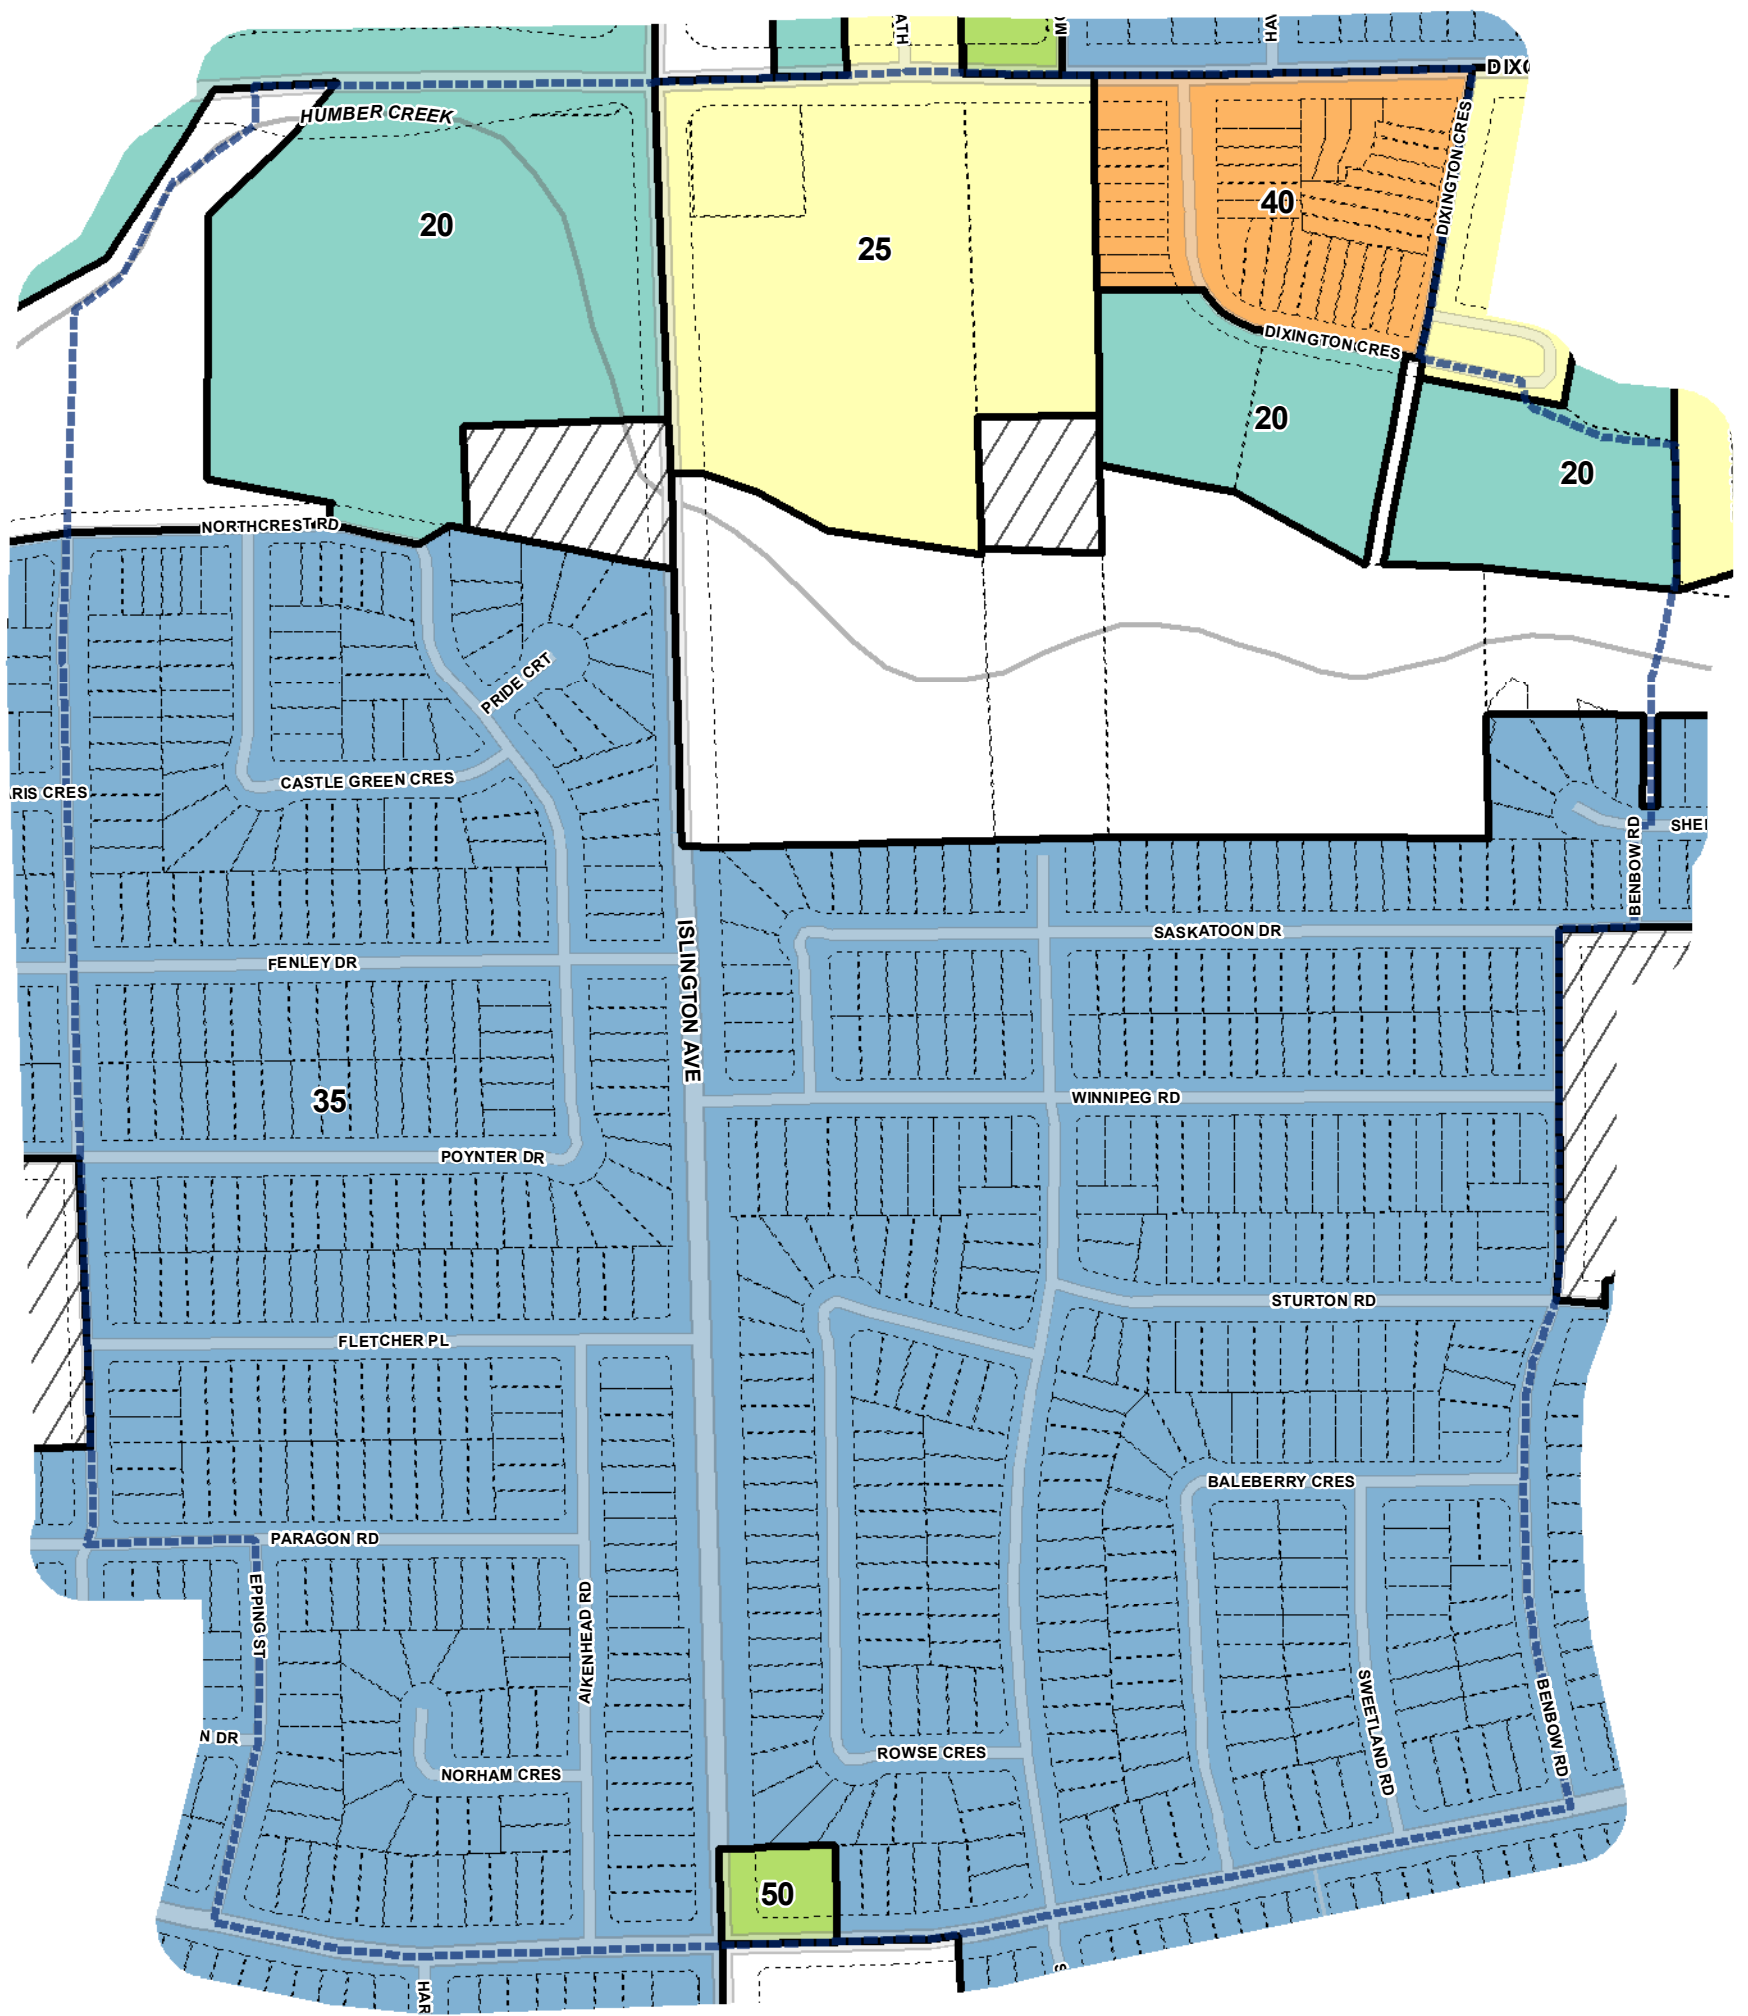 ATH
HAV
DIX
HUMBER CREEK
DIXINGTON CRES
40
20
25
DIXINGTON CRES
20
20
NORTHCREST RD
PRIDE CRT
CASTLE GREEN CRES
RIS CRES
SHE
BENBOW RD
ISLINGTON AVE
SASKATOON DR
FENLEY DR
35
WINNIPEG RD
POYNTER DR
STURTON RD
FLETCHER PL
BALEBERRY CRES
PARAGON RD
EPPING ST
AIKENHEAD RD
SWEETLAND RD
BENBOW RD
N DR
ROWSE CRES
NORHAM CRES
50
HAR